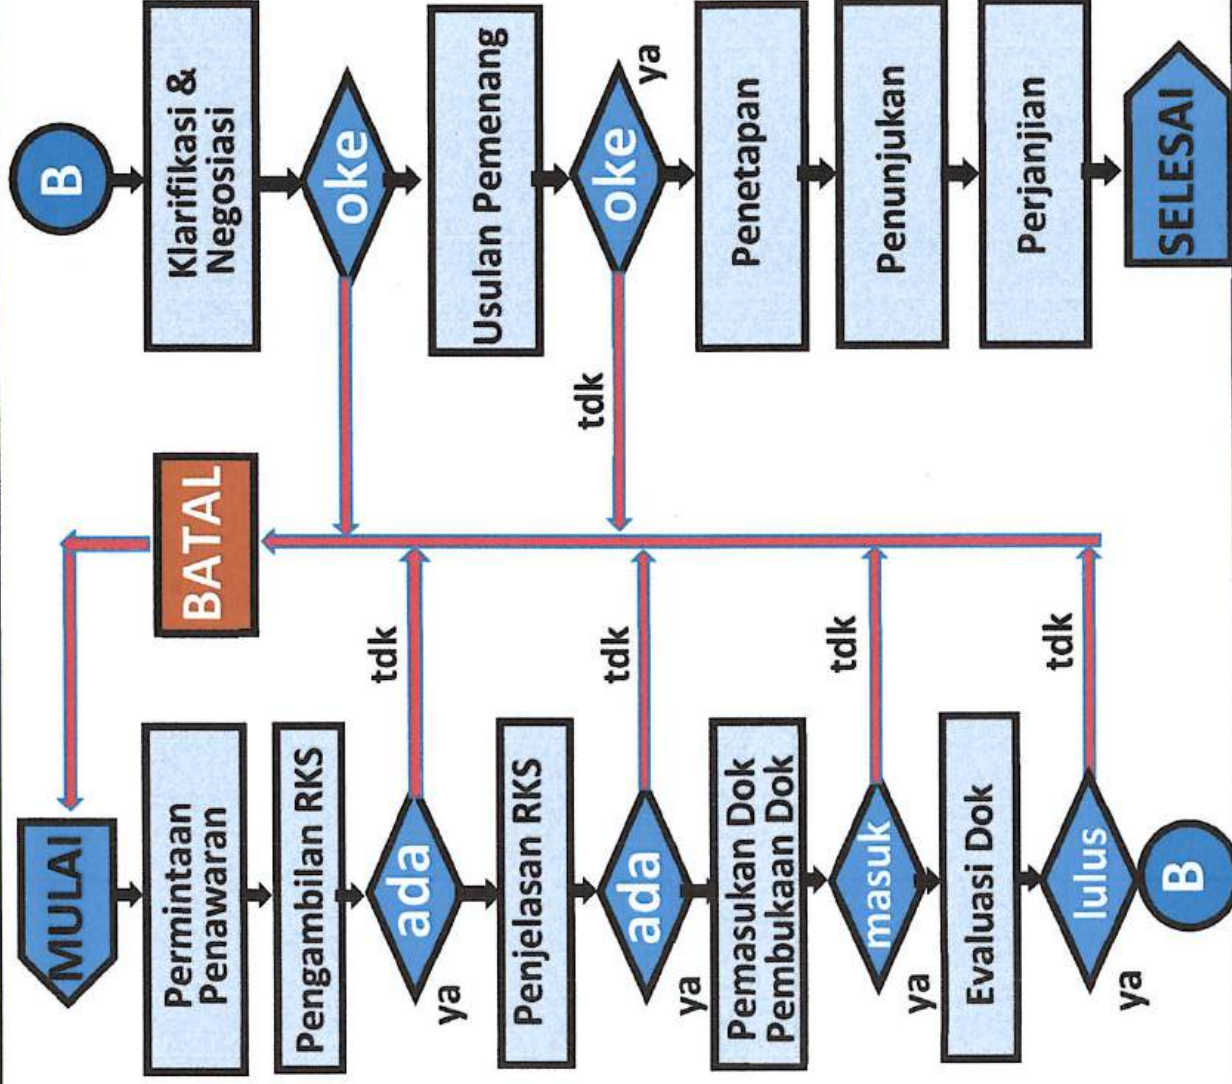 MULAI
Permintaan
Penawaran
Pengambilan RKS
ada
ya
tdk
Penjelasan RKS
ada
ya
tdk
Pemasukan Dok
Pembukaan Dok
masuk
ya
tdk
Evaluasi Dok
lulus
ya
tdk
B
BATAL
B
Klarifikasi &
Negosiasi
oke
Usulan Pemenang
oke
ya
tdk
Penetapan
Penunjukan
Perjanjian
SELESAI